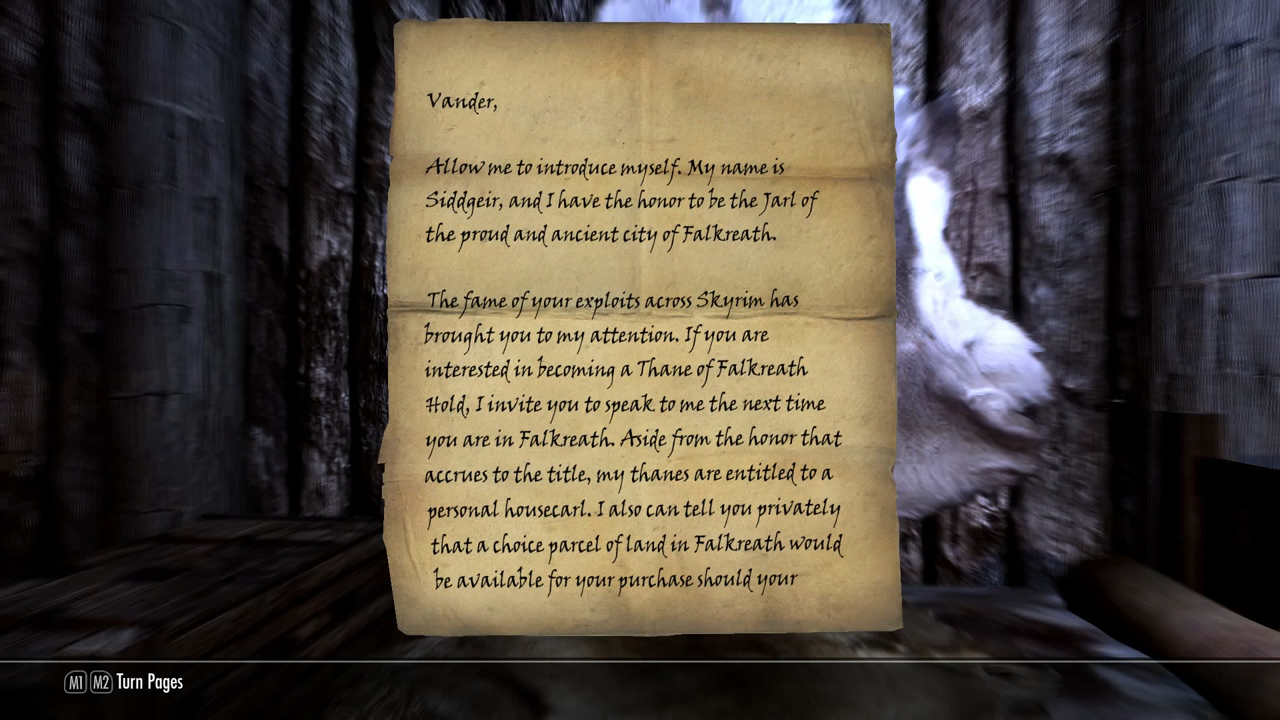 Vander,
Allow me to introduce myself. My name is
Siddgeir, and I have the honor to be the Jarl of
the proud and ancient city of Falkreath.
The fame of your exploits across Skyrim has
brought you to my attention. If you are
interested in becoming a Thane of Falkreath
Hold, I invite you to speak to me the next time
you are in Falkreath. Aside from the honor that
accrues to the title, my thanes are entitled to a
personal housecarl. I also can tell you privately
that a choice parcel of land in Falkreath would
be available for your purchase should your
M1 M2 Turn Pages